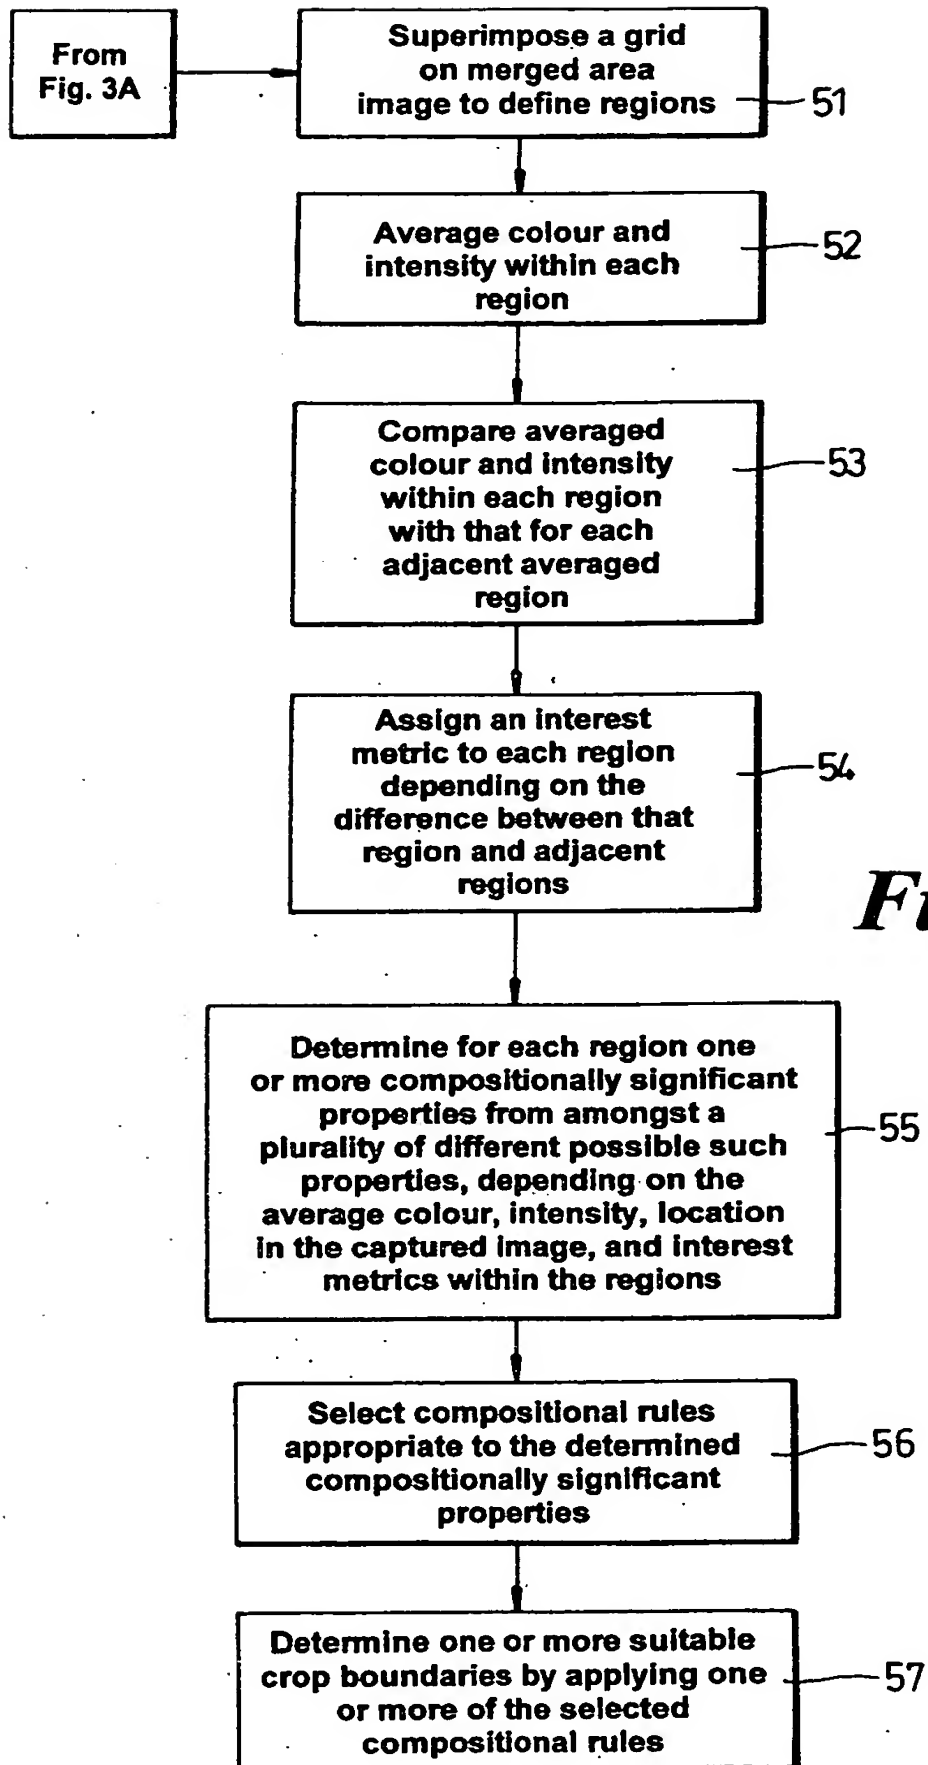 From
Fig. 3A
Superimpose a grid
on merged area
image to define regions
51
Average colour and
intensity within each
region
52
Compare averaged
colour and intensity
within each region
with that for each
adjacent averaged
region
53
Assign an interest
metric to each region
depending on the
difference between that
region and adjacent
regions
54
Determine for each region one
or more compositionally significant
properties from amongst a
plurality of different possible such
properties, depending on the
average colour, intensity, location
in the captured image, and interest
metrics within the regions
55
Select compositional rules
appropriate to the determined
compositionally significant
properties
56
Determine one or more suitable
crop boundaries by applying one
or more of the selected
compositional rules
57